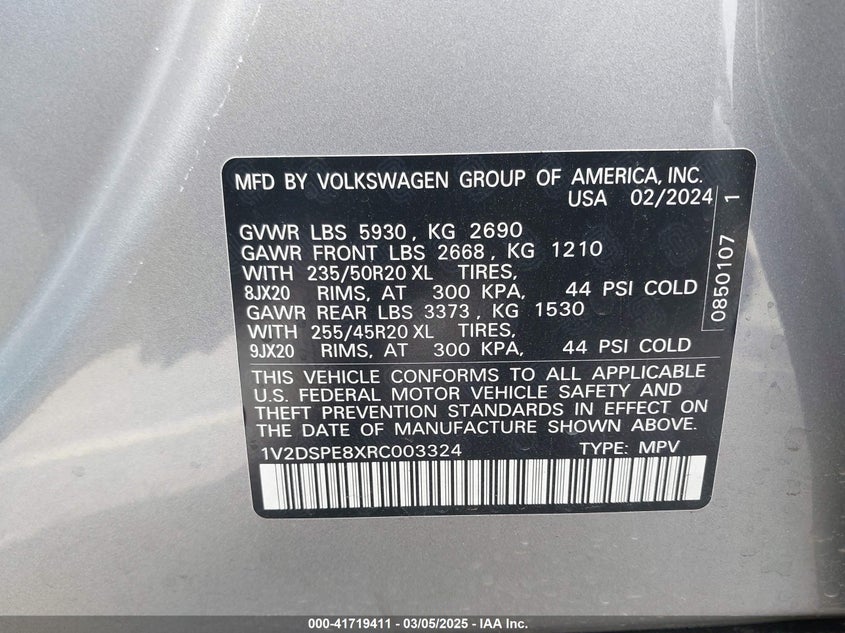 MFD BY VOLKSWAGEN GROUP OF AMERICA, INC.
USA 02/2024 1
GVWR LBS 5930, KG 2690
GAWR FRONT LBS 2668, KG 1210
WITH 235/50R20 XL TIRES,
8JX20 RIMS, AT 300 KPA, 44 PSI COLD
GAWR REAR LBS 3373, KG 1530
WITH 255/45R20 XL TIRES,
9JX20 RIMS, AT 300 KPA, 44 PSI COLD
0850107
THIS VEHICLE CONFORMS TO ALL APPLICABLE
U.S. FEDERAL MOTOR VEHICLE SAFETY AND
THEFT PREVENTION STANDARDS IN EFFECT ON
THE DATE OF MANUFACTURE SHOWN ABOVE.
1V2DSPE8XRC003324 TYPE: MPV
000-41719411 - 03/05/2025 - IAA Inc.